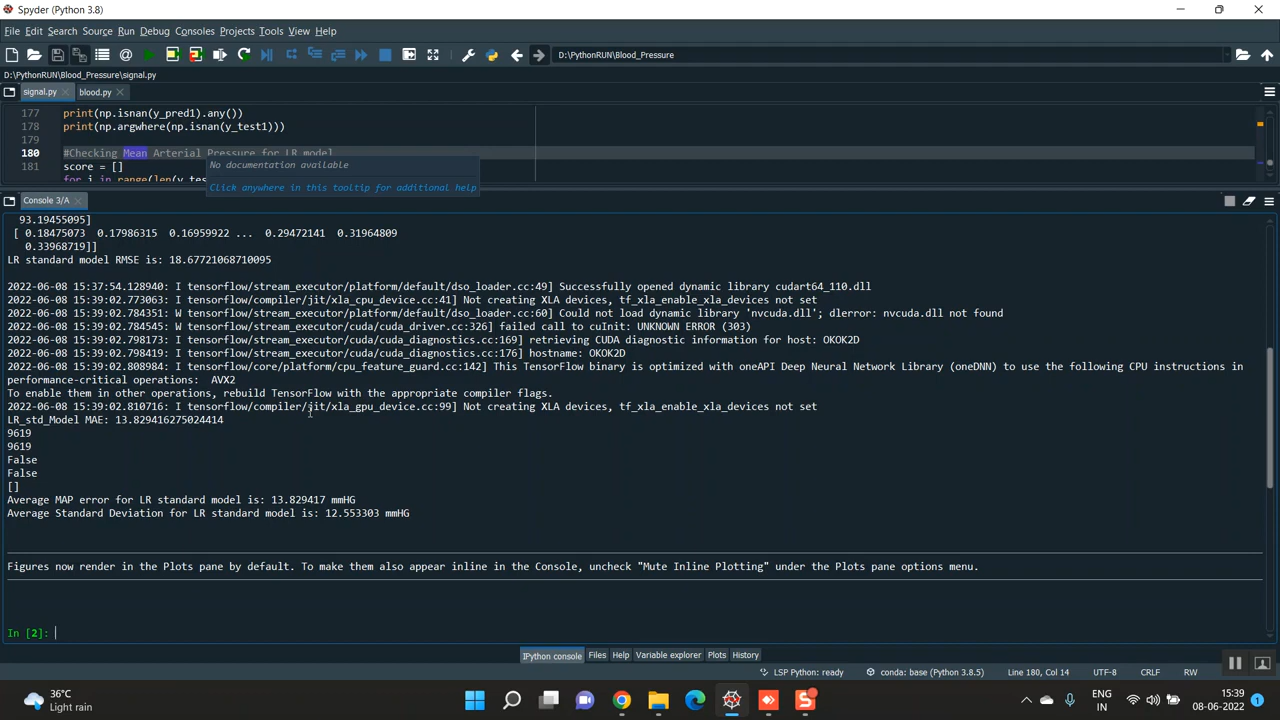 Spyder (Python 3.8)
File Edit Search Source Run Debug Consoles Projects Tools View Help
D:\PythonRUN\Blood_Pressure
D:\PythonRUN\Blood_Pressure\signal.py
signal.py blood.py
177 print(np.isnan(y_pred1).any())
178 print(np.argwhere(np.isnan(y_test1)))
179
180 #Checking Mean Arterial Pressure for LR model
No documentation available
181 score = []
for i in range(len(y_tes
Click anywhere in this tooltip for additional help
Console 3/A
93.19455095]
[ 0.18475073 0.17986315 0.16959922 ... 0.29472141 0.31964809
0.33968719]]
LR standard model RMSE is: 18.67721068710095
2022-06-08 15:37:54.128940: I tensorflow/stream_executor/platform/default/dso_loader.cc:49] Successfully opened dynamic library cudart64_110.dll
2022-06-08 15:39:02.773063: I tensorflow/compiler/jit/xla_cpu_device.cc:41] Not creating XLA devices, tf_xla_enable_xla_devices not set
2022-06-08 15:39:02.784351: W tensorflow/stream_executor/platform/default/dso_loader.cc:60] Could not load dynamic library 'nvcuda.dll'; dlerror: nvcuda.dll not found
2022-06-08 15:39:02.784545: W tensorflow/stream_executor/cuda/cuda_driver.cc:326] failed call to cuInit: UNKNOWN ERROR (303)
2022-06-08 15:39:02.798173: I tensorflow/stream_executor/cuda/cuda_diagnostics.cc:169] retrieving CUDA diagnostic information for host: OKOK2D
2022-06-08 15:39:02.798419: I tensorflow/stream_executor/cuda/cuda_diagnostics.cc:176] hostname: OKOK2D
2022-06-08 15:39:02.808984: I tensorflow/core/platform/cpu_feature_guard.cc:142] This TensorFlow binary is optimized with oneAPI Deep Neural Network Library (oneDNN) to use the following CPU instructions in
performance-critical operations: AVX2
To enable them in other operations, rebuild TensorFlow with the appropriate compiler flags.
2022-06-08 15:39:02.810716: I tensorflow/compiler/jit/xla_gpu_device.cc:99] Not creating XLA devices, tf_xla_enable_xla_devices not set
LR_std_Model MAE: 13.829416275024414
9619
9619
False
False
[]
Average MAP error for LR standard model is: 13.829417 mmHG
Average Standard Deviation for LR standard model is: 12.553303 mmHG
Figures now render in the Plots pane by default. To make them also appear inline in the Console, uncheck "Mute Inline Plotting" under the Plots pane options menu.
In [2]:
IPython console Files Help Variable explorer Plots History
LSP Python: ready conda: base (Python 3.8.5) Line 180, Col 14 UTF-8 CRLF RW
36°C
Light rain
ENG
IN
15:39
08-06-2022
1